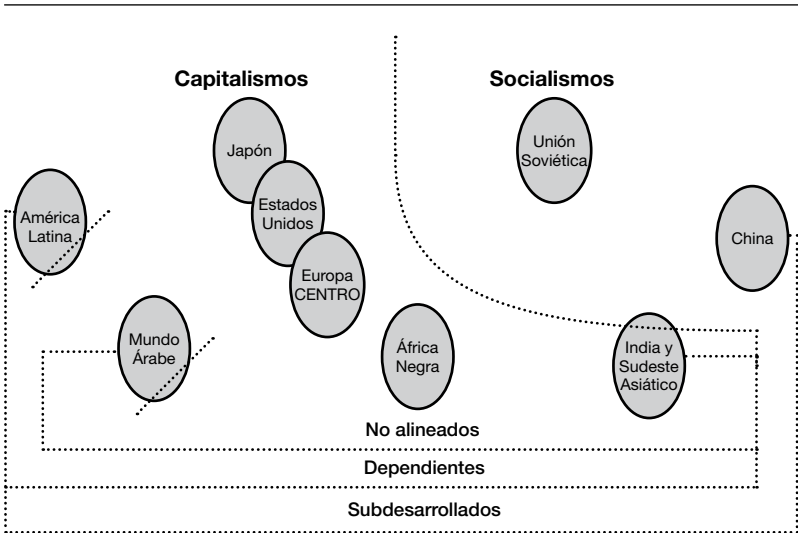 Capitalismos
Socialismos
Japón
Unión
Soviética
América
Latina
Estados
Unidos
China
Europa
CENTRO
Mundo
Árabe
África
Negra
India y
Sudeste
Asiático
No alineados
Dependientes
Subdesarrollados